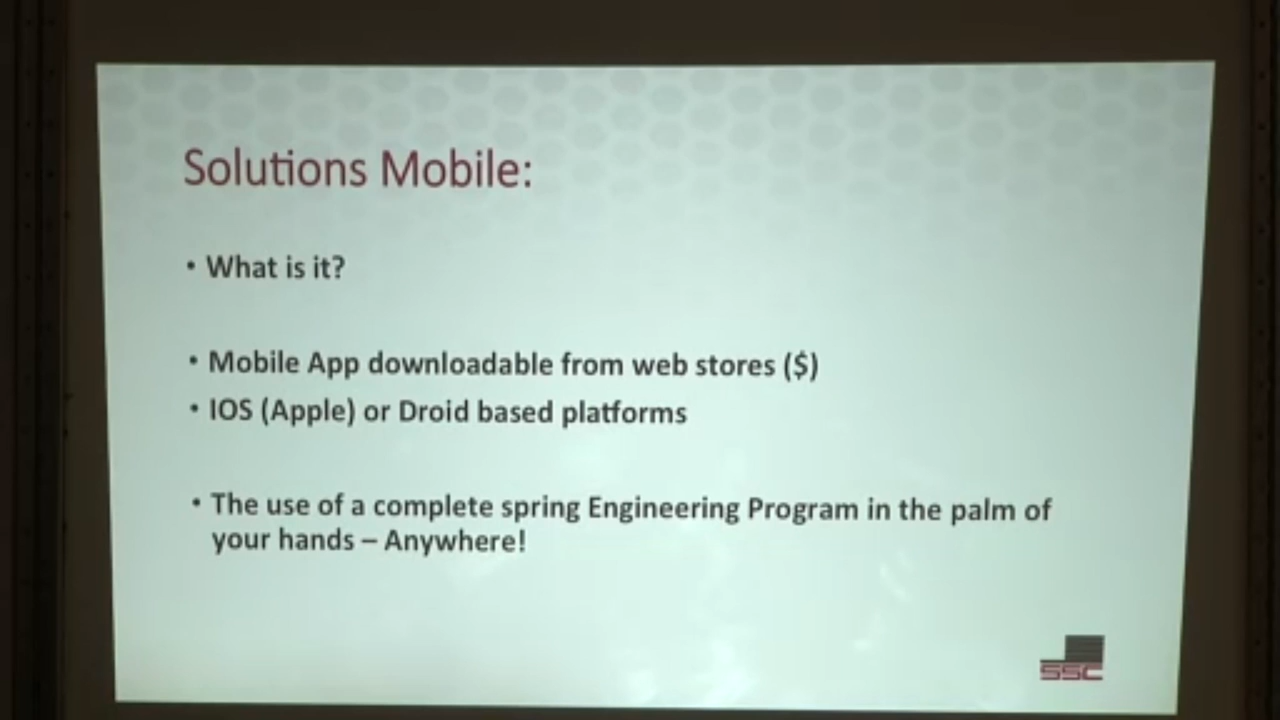 Solutions Mobile:
• What is it?
• Mobile App downloadable from web stores ($)
• IOS (Apple) or Droid based platforms
• The use of a complete spring Engineering Program in the palm of
your hands – Anywhere!
SSC